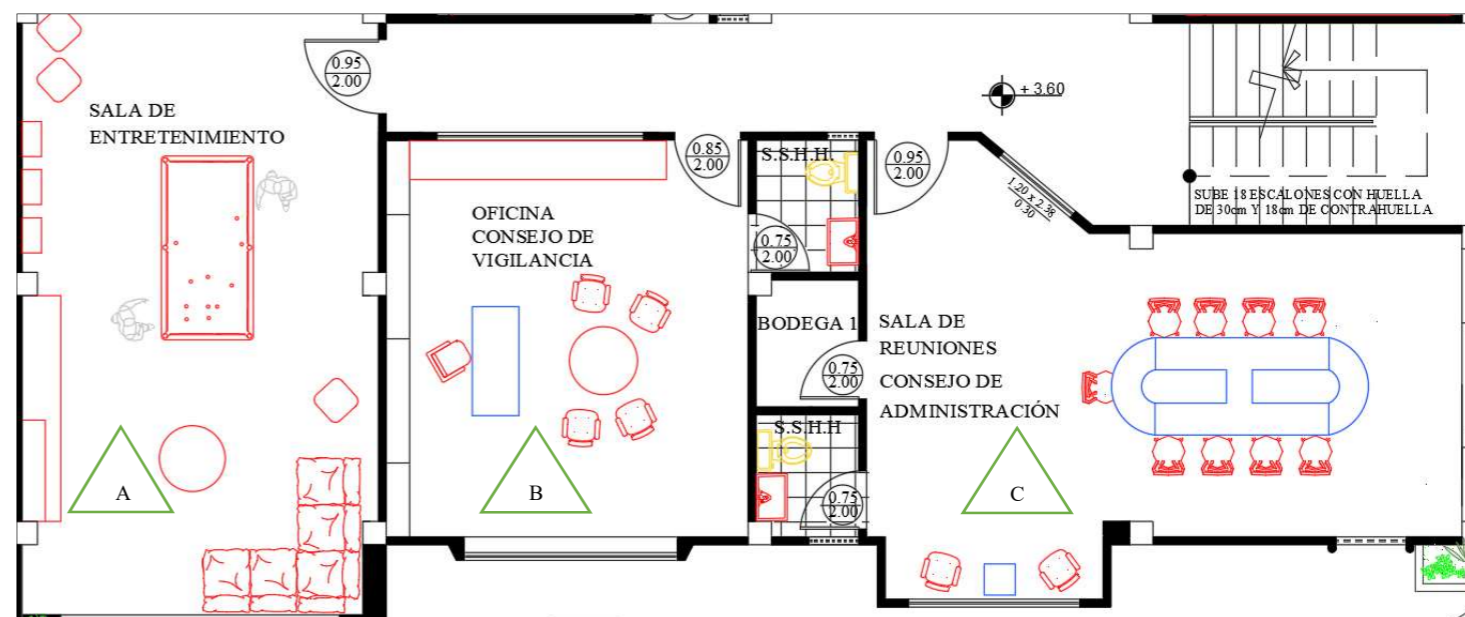 0.95
2.00
SALA DE
ENTRETENIMIENTO
+ 3.60
0.85
2.00
S.S.H.H.
0.95
2.00
1.20 x 2.38
0.30
SUBE 18 ESCALONES CON HUELLA
DE 30cm Y 18cm DE CONTRAHUELLA
OFICINA
CONSEJO DE
VIGILANCIA
0.75
2.00
BODEGA 1
0.75
2.00
SALA DE
REUNIONES
CONSEJO DE
ADMINISTRACIÓN
S.S.H.H
0.75
2.00
A
B
C